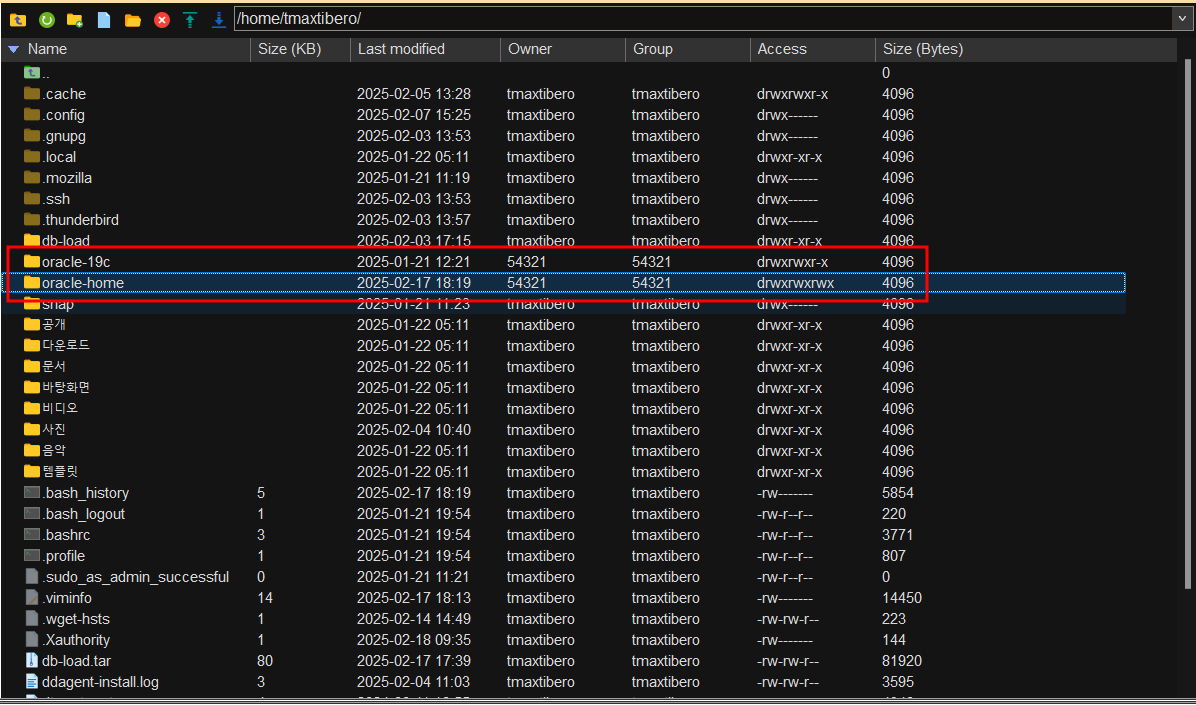 /home/tmaxtibero/
Name Size (KB) Last modified Owner Group Access Size (Bytes)
.. 0
.cache 2025-02-05 13:28 tmaxtibero tmaxtibero drwxrwxr-x 4096
.config 2025-02-07 15:25 tmaxtibero tmaxtibero drwx------ 4096
.gnupg 2025-02-03 13:53 tmaxtibero tmaxtibero drwx------ 4096
.local 2025-01-22 05:11 tmaxtibero tmaxtibero drwxr-xr-x 4096
.mozilla 2025-01-21 11:19 tmaxtibero tmaxtibero drwx------ 4096
.ssh 2025-02-03 13:53 tmaxtibero tmaxtibero drwx------ 4096
.thunderbird 2025-02-03 13:57 tmaxtibero tmaxtibero drwx------ 4096
db-load 2025-02-03 17:15 tmaxtibero tmaxtibero drwxr-xr-x 4096
oracle-19c 2025-01-21 12:21 54321 54321 drwxrwxr-x 4096
oracle-home 2025-02-17 18:19 54321 54321 drwxrwxrwx 4096
snap 2025-01-21 11:23 tmaxtibero tmaxtibero drwx------ 4096
공개 2025-01-22 05:11 tmaxtibero tmaxtibero drwxr-xr-x 4096
다운로드 2025-01-22 05:11 tmaxtibero tmaxtibero drwxr-xr-x 4096
문서 2025-01-22 05:11 tmaxtibero tmaxtibero drwxr-xr-x 4096
바탕화면 2025-01-22 05:11 tmaxtibero tmaxtibero drwxr-xr-x 4096
비디오 2025-01-22 05:11 tmaxtibero tmaxtibero drwxr-xr-x 4096
사진 2025-02-04 10:40 tmaxtibero tmaxtibero drwxr-xr-x 4096
음악 2025-01-22 05:11 tmaxtibero tmaxtibero drwxr-xr-x 4096
템플릿 2025-01-22 05:11 tmaxtibero tmaxtibero drwxr-xr-x 4096
.bash_history 5 2025-02-17 18:19 tmaxtibero tmaxtibero -rw------- 5854
.bash_logout 1 2025-01-21 19:54 tmaxtibero tmaxtibero -rw-r--r-- 220
.bashrc 3 2025-01-21 19:54 tmaxtibero tmaxtibero -rw-r--r-- 3771
.profile 1 2025-01-21 19:54 tmaxtibero tmaxtibero -rw-r--r-- 807
.sudo_as_admin_successful 0 2025-01-21 11:21 tmaxtibero tmaxtibero -rw-r--r-- 0
.viminfo 14 2025-02-17 18:13 tmaxtibero tmaxtibero -rw------- 14450
.wget-hsts 1 2025-02-14 14:49 tmaxtibero tmaxtibero -rw-rw-r-- 223
.Xauthority 1 2025-02-18 09:35 tmaxtibero tmaxtibero -rw------- 144
db-load.tar 80 2025-02-17 17:39 tmaxtibero tmaxtibero -rw-rw-r-- 81920
ddagent-install.log 3 2025-02-04 11:03 tmaxtibero tmaxtibero -rw-rw-r-- 3595